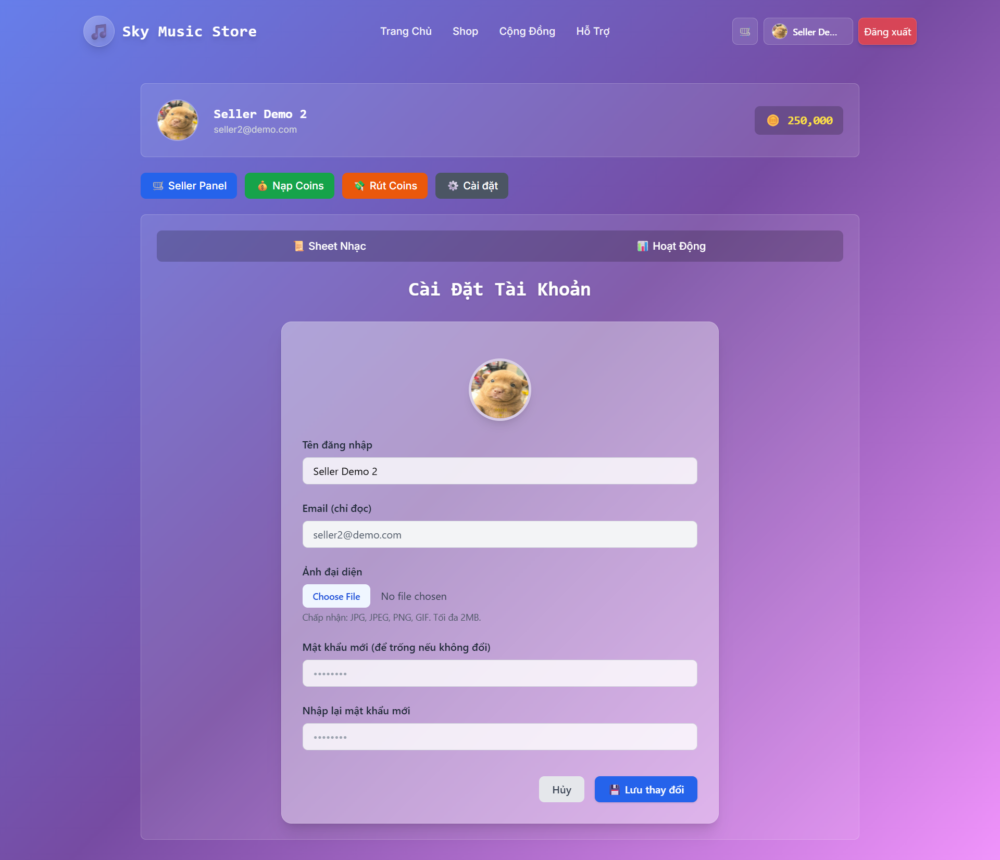 Sky Music Store
Trang Chủ
Shop
Cộng Đồng
Hỗ Trợ
Seller De...
Đăng xuất
Seller Demo 2
seller2@demo.com
250,000
Seller Panel
Nạp Coins
Rút Coins
Cài đặt
Sheet Nhạc
Hoạt Động
Cài Đặt Tài Khoản
Tên đăng nhập
Seller Demo 2
Email (chỉ đọc)
seller2@demo.com
Ảnh đại diện
Choose File
No file chosen
Chấp nhận: JPG, JPEG, PNG, GIF. Tối đa 2MB.
Mật khẩu mới (để trống nếu không đổi)
••••••••
Nhập lại mật khẩu mới
••••••••
Hủy
Lưu thay đổi